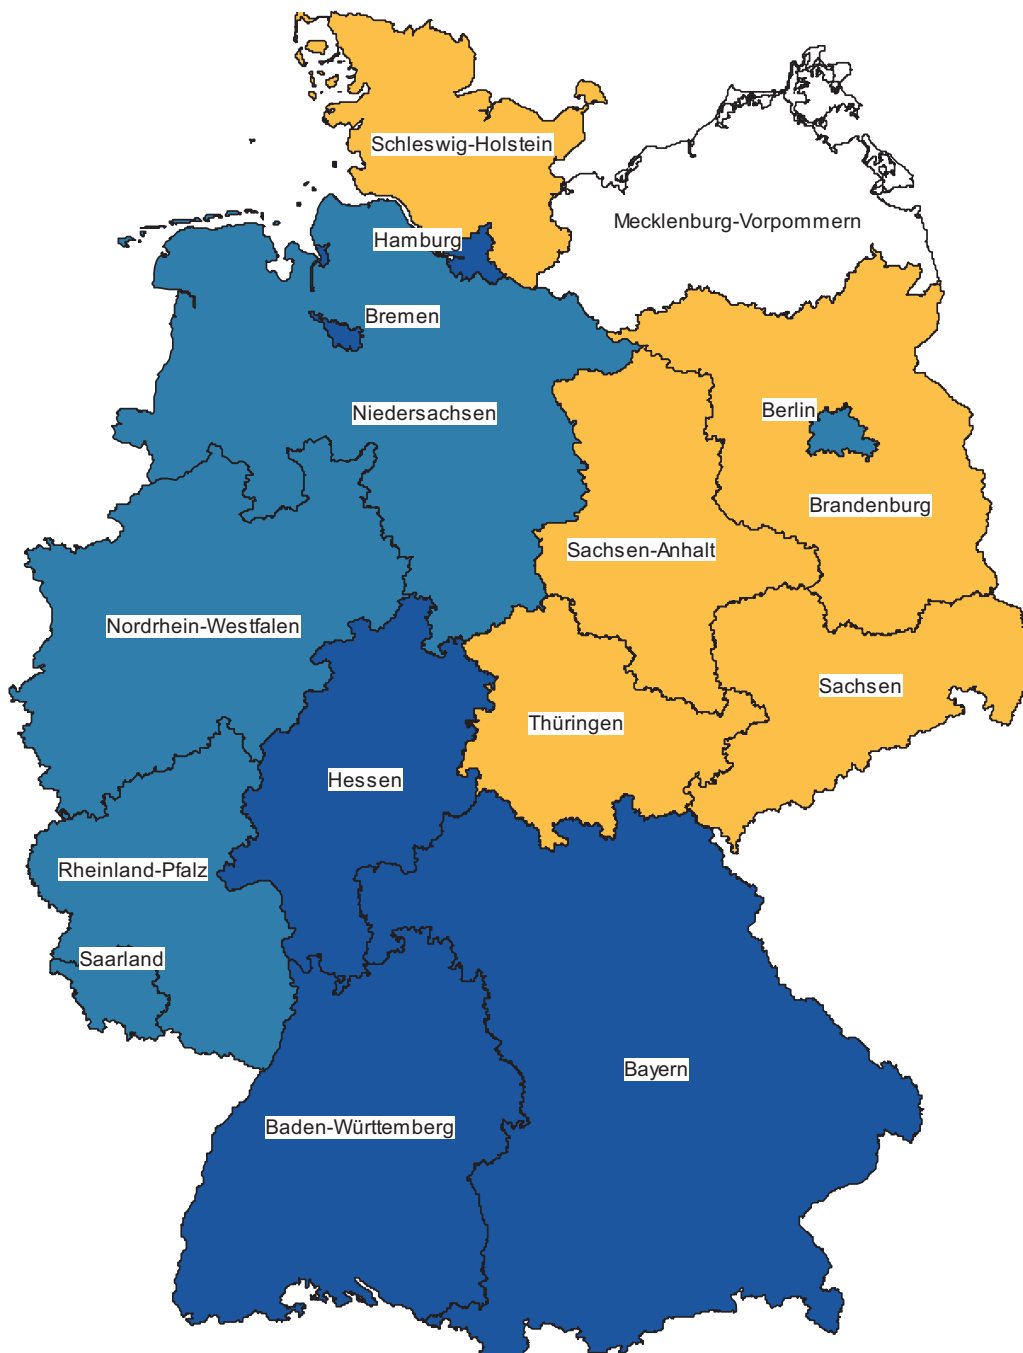 Schleswig-Holstein
Mecklenburg-Vorpommern
Hamburg
Bremen
Niedersachsen
Berlin
Brandenburg
Sachsen-Anhalt
Nordrhein-Westfalen
Sachsen
Thüringen
Hessen
Rheinland-Pfalz
Saarland
Bayern
Baden-Württemberg